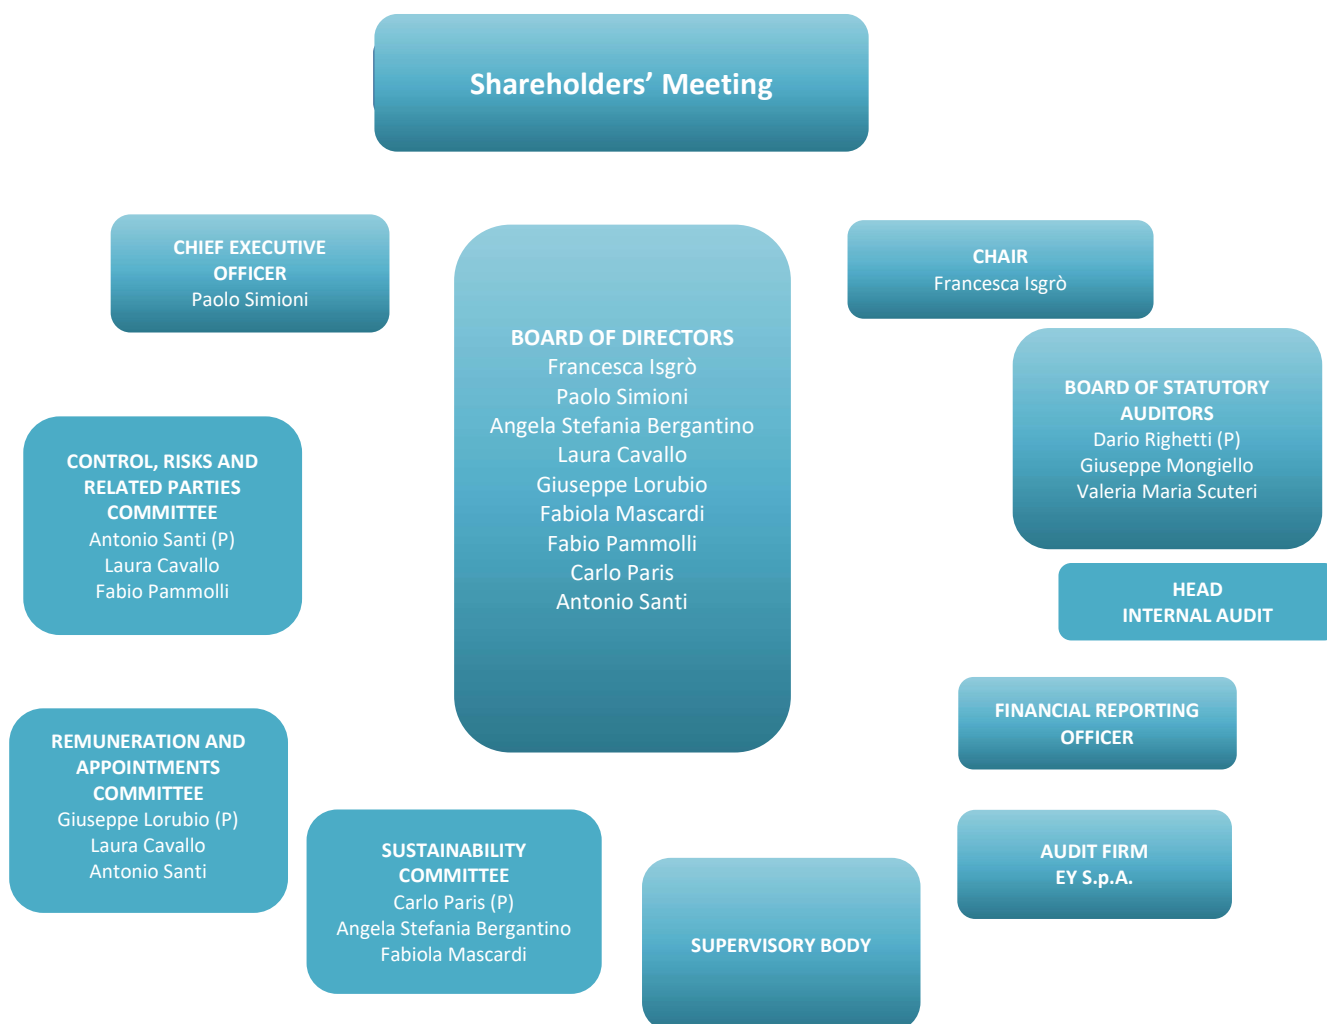 Shareholders’ Meeting
CHIEF EXECUTIVE
OFFICER
Paolo Simioni
BOARD OF DIRECTORS
Francesca Isgrò
Paolo Simioni
Angela Stefania Bergantino
Laura Cavallo
Giuseppe Lorubio
Fabiola Mascardi
Fabio Pammolli
Carlo Paris
Antonio Santi
CHAIR
Francesca Isgrò
BOARD OF STATUTORY
AUDITORS
Dario Righetti (P)
Giuseppe Mongiello
Valeria Maria Scuteri
CONTROL, RISKS AND
RELATED PARTIES
COMMITTEE
Antonio Santi (P)
Laura Cavallo
Fabio Pammolli
HEAD
INTERNAL AUDIT
FINANCIAL REPORTING
OFFICER
REMUNERATION AND
APPOINTMENTS
COMMITTEE
Giuseppe Lorubio (P)
Laura Cavallo
Antonio Santi
SUSTAINABILITY
COMMITTEE
Carlo Paris (P)
Angela Stefania Bergantino
Fabiola Mascardi
SUPERVISORY BODY
AUDIT FIRM
EY S.p.A.